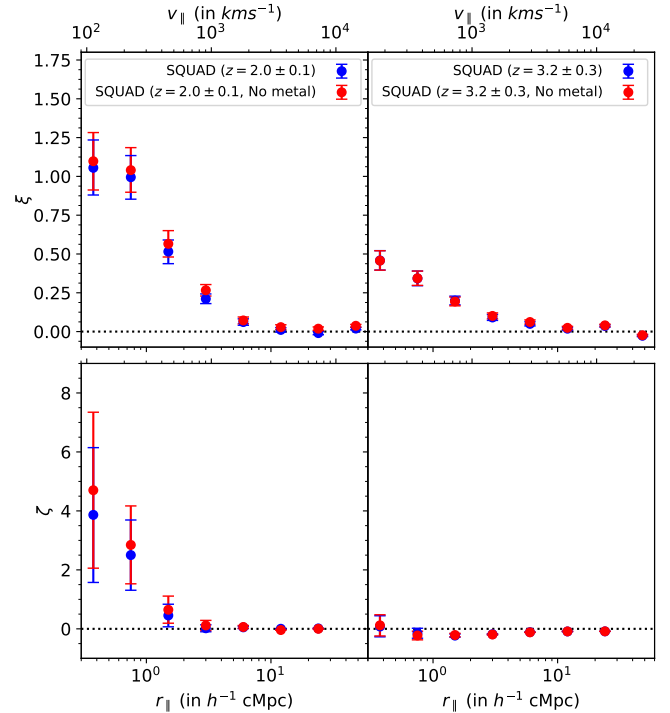 v∥ (in kms⁻¹) v∥ (in kms⁻¹)
10² 10³ 10⁴ 10³ 10⁴
SQUAD (z = 2.0 ± 0.1) SQUAD (z = 3.2 ± 0.3)
SQUAD (z = 2.0 ± 0.1, No metal) SQUAD (z = 3.2 ± 0.3, No metal)
1.75
1.50
1.25
1.00
0.75
0.50
0.25
0.00
ξ
8
6
4
2
0
ζ
10⁰ 10¹ 10⁰ 10¹
r∥ (in h⁻¹ cMpc) r∥ (in h⁻¹ cMpc)